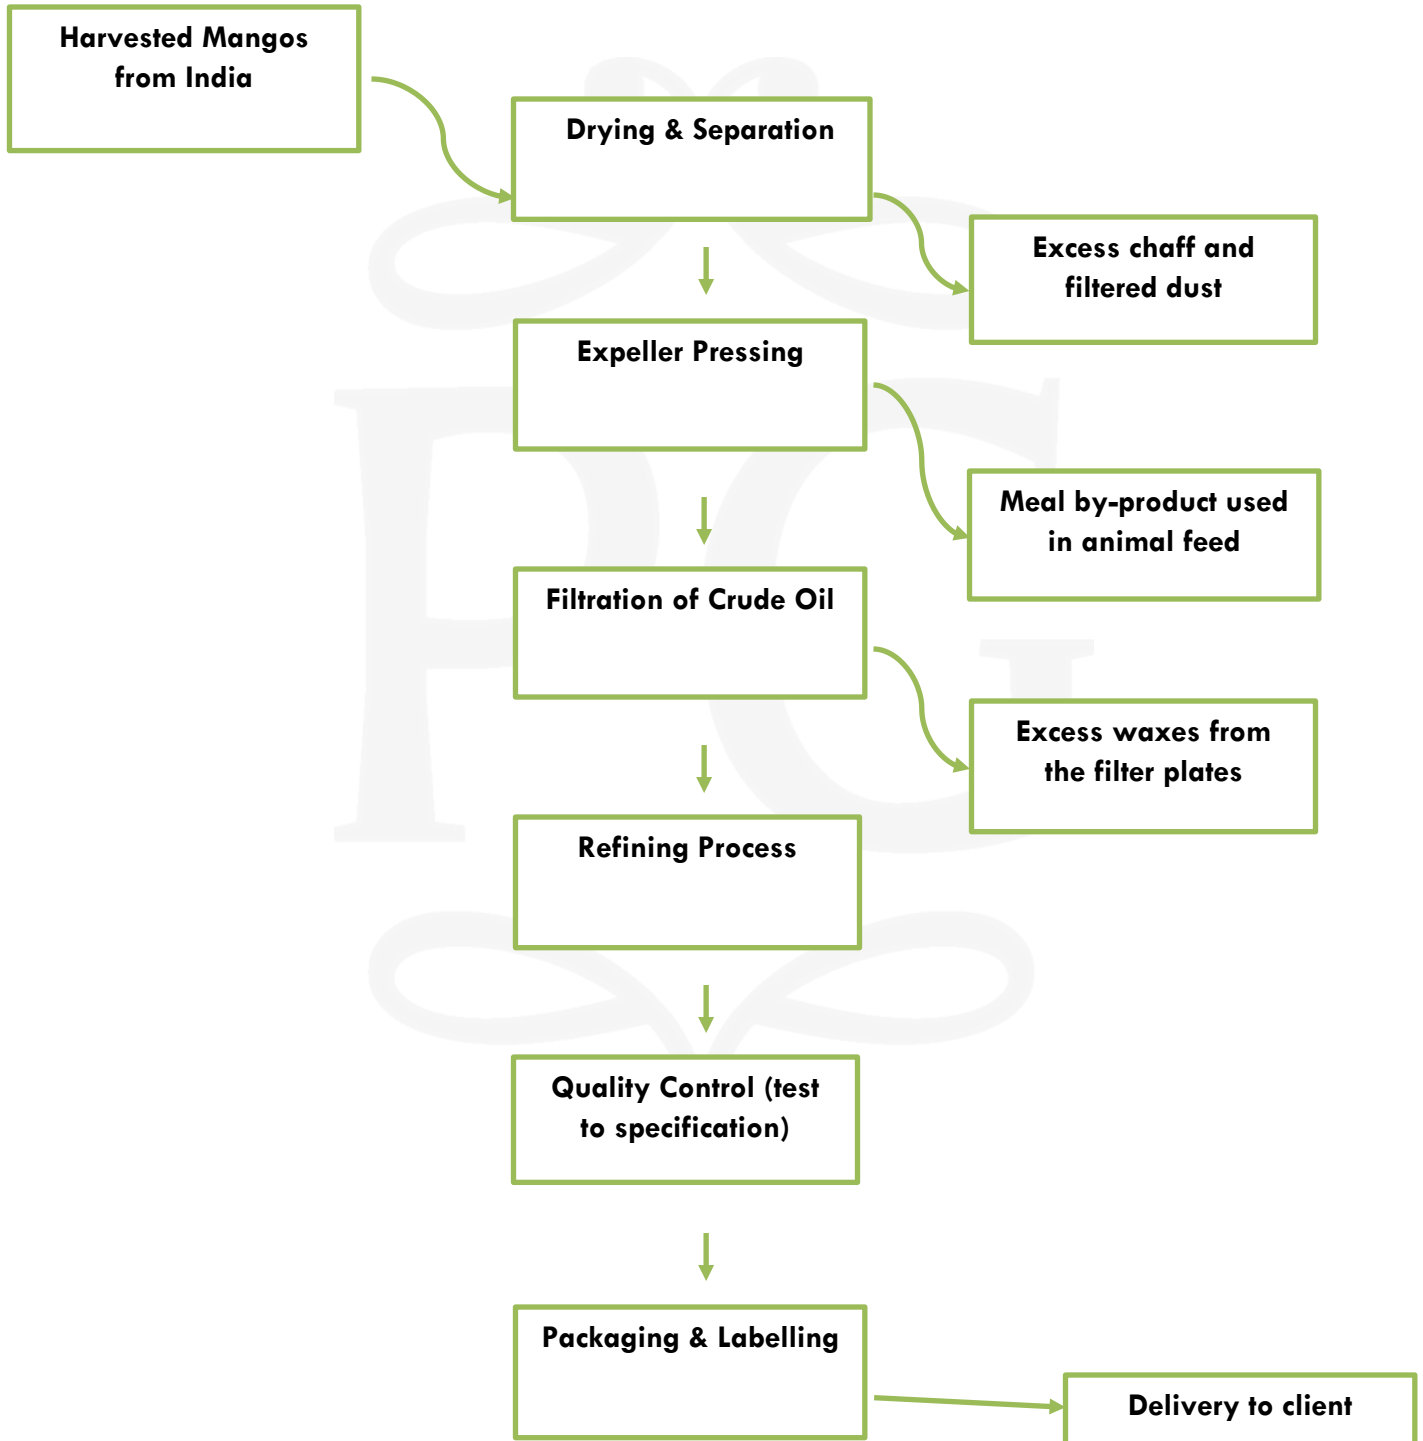 Harvested Mangos
from India
Drying & Separation
Excess chaff and
filtered dust
Expeller Pressing
Meal by-product used
in animal feed
Filtration of Crude Oil
Excess waxes from
the filter plates
Refining Process
Quality Control (test
to specification)
Packaging & Labelling
Delivery to client
PG